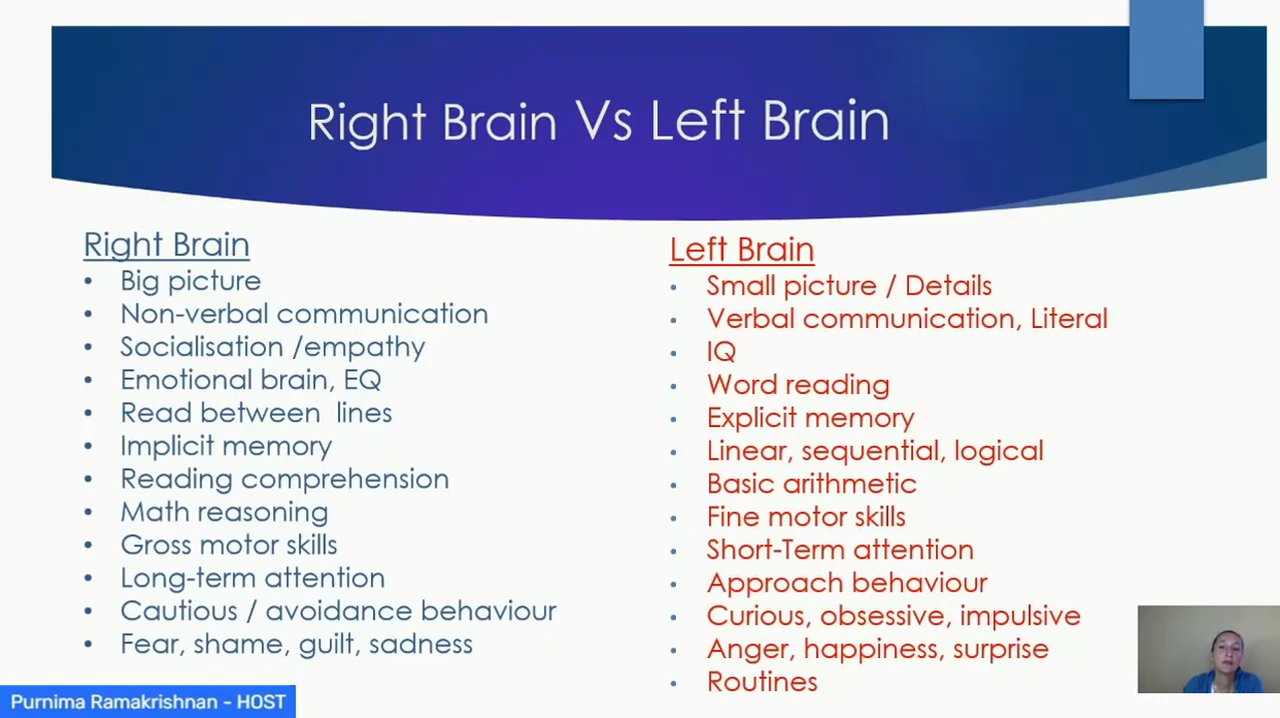 Right Brain Vs Left Brain
Right Brain
• Big picture
• Non-verbal communication
• Socialisation /empathy
• Emotional brain, EQ
• Read between  lines
• Implicit memory
• Reading comprehension
• Math reasoning
• Gross motor skills
• Long-term attention
• Cautious / avoidance behaviour
• Fear, shame, guilt, sadness
Left Brain
• Small picture / Details
• Verbal communication, Literal
• IQ
• Word reading
• Explicit memory
• Linear, sequential, logical
• Basic arithmetic
• Fine motor skills
• Short-Term attention
• Approach behaviour
• Curious, obsessive, impulsive
• Anger, happiness, surprise
• Routines
Purnima Ramakrishnan - HOST